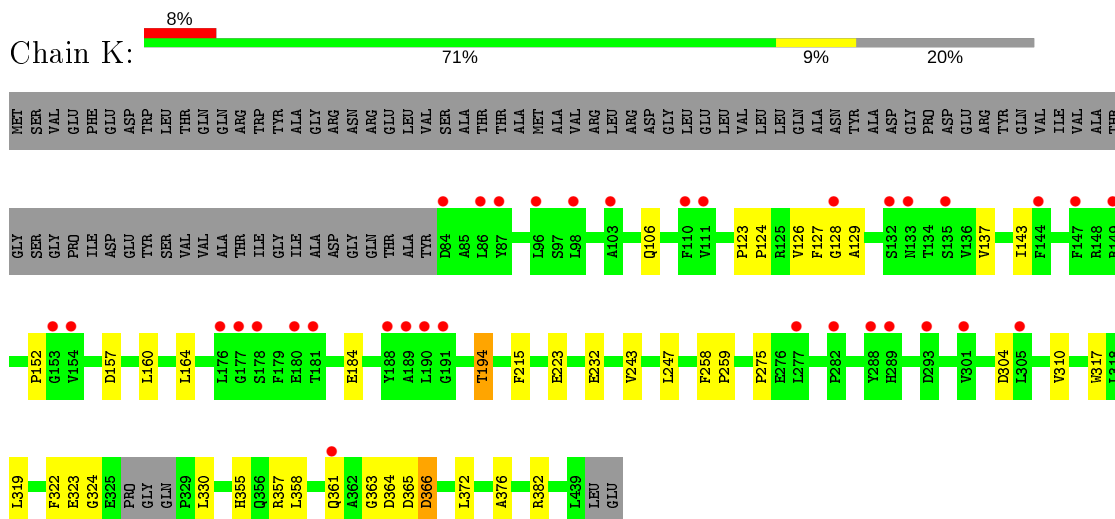 8%
Chain K:
71% 9% 20%
MET SER VAL GLU PHE GLU ASP TRP LEU THR GLN GLN ARG TRP TYR ALA GLY ARG ASN ARG GLU LEU VAL SER ALA THR THR ALA MET ALA VAL ARG LEU ARG ASP GLY LEU GLU LEU VAL LEU LEU GLN ALA ASN TYR ALA ASP GLY PRO ASP GLU ARG TYR GLN VAL ILE VAL ALA THR
GLY SER GLY PRO ILE ASP GLU TYR SER VAL VAL ALA THR ILE GLY ILE ALA ASP GLY GLN THR ALA TYR D84 A85 L86 Y87 L96 S97 L98 A103 Q106 F110 V111 P123 P124 R125 V126 F127 G128 A129 S132 N133 T134 S135 V136 V137 I143 F144 F147 R148 R149
P152 G153 V154 D157 L160 L164 L176 G177 S178 F179 E180 T181 E184 Y188 A189 L190 G191 T194 F215 E223 E232 V243 L247 F258 P259 P275 E276 L277 P282 Y288 H289 D293 V301 D304 L305 V310 W317 L318
L319 F322 E323 G324 E325 PRO GLY GLN P329 L330 H355 Q356 R357 L358 Q361 A362 G363 D364 D365 D366 L372 A376 R382 L439 LEU GLU